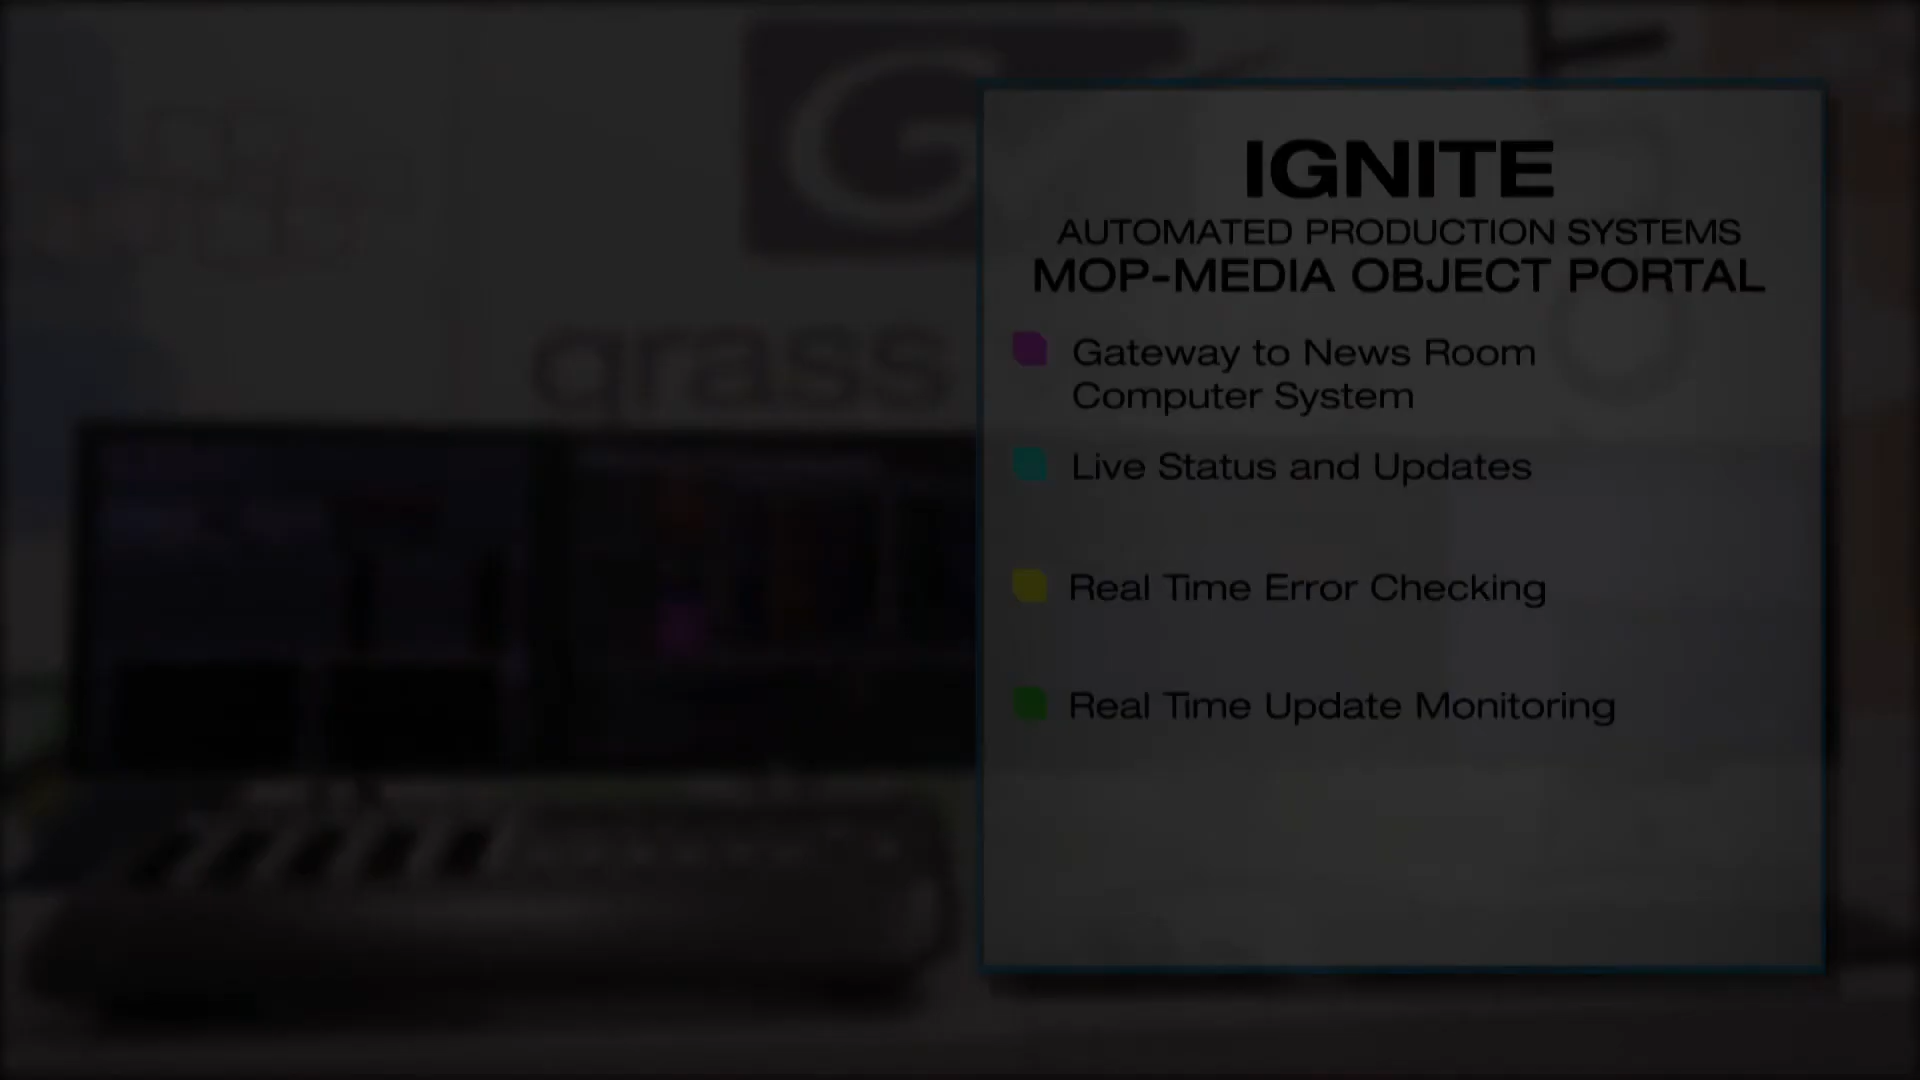 G
grass
IGNITE
AUTOMATED PRODUCTION SYSTEMS
MOP-MEDIA OBJECT PORTAL
Gateway to News Room
Computer System
Live Status and Updates
Real Time Error Checking
Real Time Update Monitoring